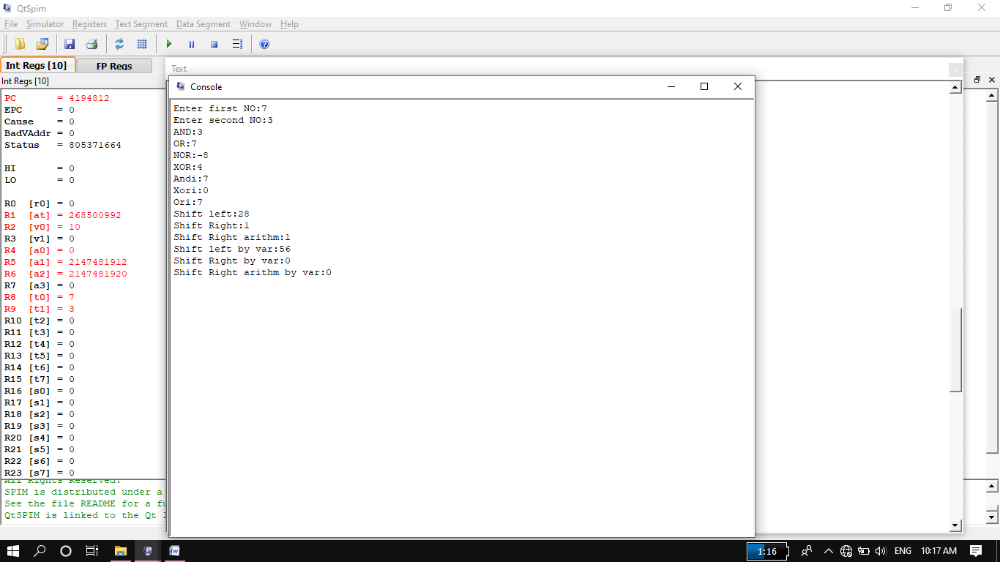 QtSpim
File Simulator Registers Text Segment Data Segment Window Help
Int Regs [10] FP Regs
Int Regs [10]
PC = 4194812
EPC = 0
Cause = 0
BadVAddr = 0
Status = 805371664
HI = 0
LO = 0
R0 [r0] = 0
R1 [at] = 268500992
R2 [v0] = 10
R3 [v1] = 0
R4 [a0] = 0
R5 [a1] = 2147481912
R6 [a2] = 2147481920
R7 [a3] = 0
R8 [t0] = 7
R9 [t1] = 3
R10 [t2] = 0
R11 [t3] = 0
R12 [t4] = 0
R13 [t5] = 0
R14 [t6] = 0
R15 [t7] = 0
R16 [s0] = 0
R17 [s1] = 0
R18 [s2] = 0
R19 [s3] = 0
R20 [s4] = 0
R21 [s5] = 0
R22 [s6] = 0
R23 [s7] = 0
Text
Console
Enter first NO:7
Enter second NO:3
AND:3
OR:7
NOR:-8
XOR:4
Andi:7
Xori:0
Ori:7
Shift left:28
Shift Right:1
Shift Right arithm:1
Shift left by var:56
Shift Right by var:0
Shift Right arithm by var:0
All Rights Reserved.
SPIM is distributed under a
See the file README for a fu
QtSPIM is linked to the Qt l
1:16 ENG 10:17 AM